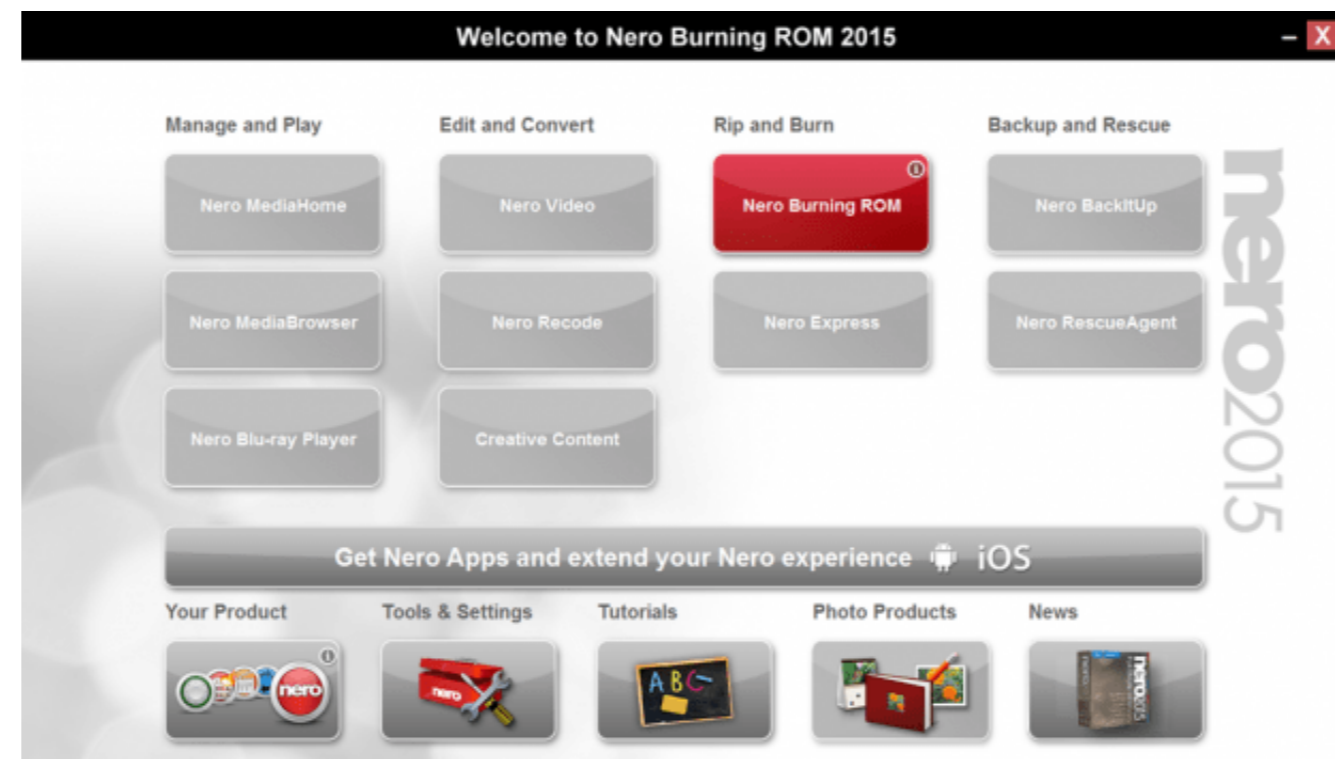 Welcome to Nero Burning ROM 2015
– X
Manage and Play
Edit and Convert
Rip and Burn
Backup and Rescue
Nero MediaHome
Nero Video
Nero Burning ROM
Nero BackItUp
Nero MediaBrowser
Nero Recode
Nero Express
Nero RescueAgent
Nero Blu-ray Player
Creative Content
nero2015
Get Nero Apps and extend your Nero experience iOS
Your Product
Tools & Settings
Tutorials
Photo Products
News
nero
nero
ABC
nero2015